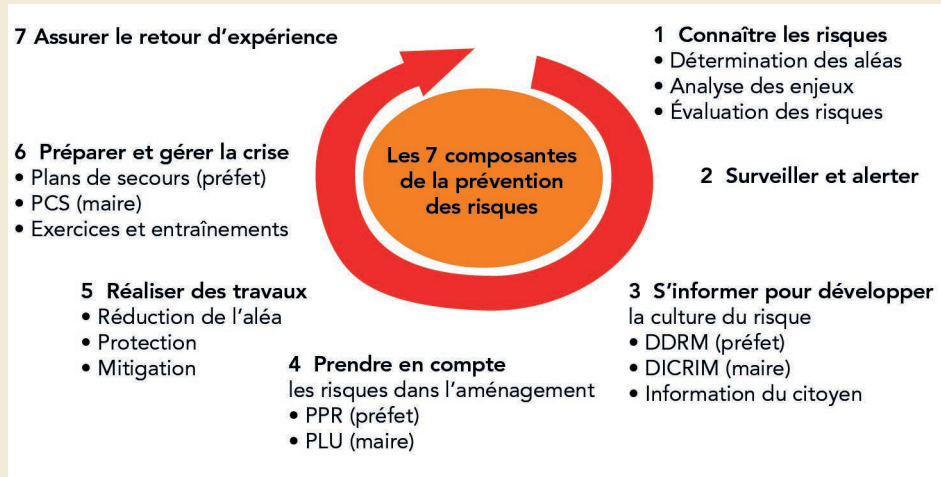 Les 7 composantes
de la prévention
des risques
1 Connaître les risques
• Détermination des aléas
• Analyse des enjeux
• Évaluation des risques
2 Surveiller et alerter
3 S'informer pour développer
la culture du risque
• DDRM (préfet)
• DICRIM (maire)
• Information du citoyen
4 Prendre en compte
les risques dans l'aménagement
• PPR (préfet)
• PLU (maire)
5 Réaliser des travaux
• Réduction de l'aléa
• Protection
• Mitigation
6 Préparer et gérer la crise
• Plans de secours (préfet)
• PCS (maire)
• Exercices et entraînements
7 Assurer le retour d'expérience